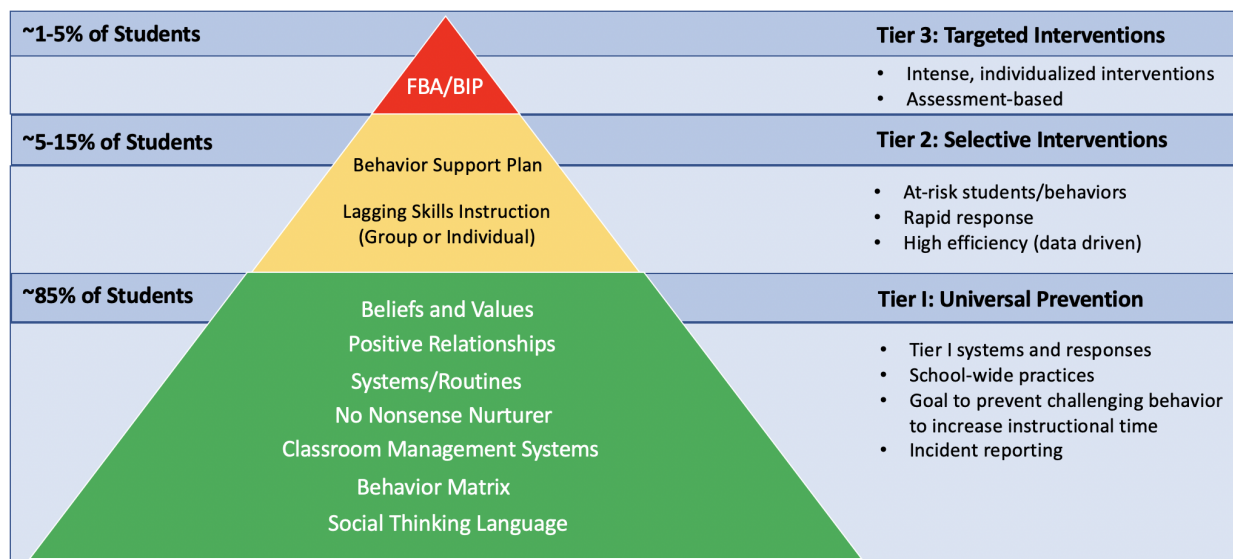 ~1-5% of Students
FBA/BIP
Tier 3: Targeted Interventions
• Intense, individualized interventions
• Assessment-based
~5-15% of Students
Behavior Support Plan
Lagging Skills Instruction
(Group or Individual)
Tier 2: Selective Interventions
• At-risk students/behaviors
• Rapid response
• High efficiency (data driven)
~85% of Students
Beliefs and Values
Positive Relationships
Systems/Routines
No Nonsense Nurturer
Classroom Management Systems
Behavior Matrix
Social Thinking Language
Tier I: Universal Prevention
• Tier I systems and responses
• School-wide practices
• Goal to prevent challenging behavior
to increase instructional time
• Incident reporting